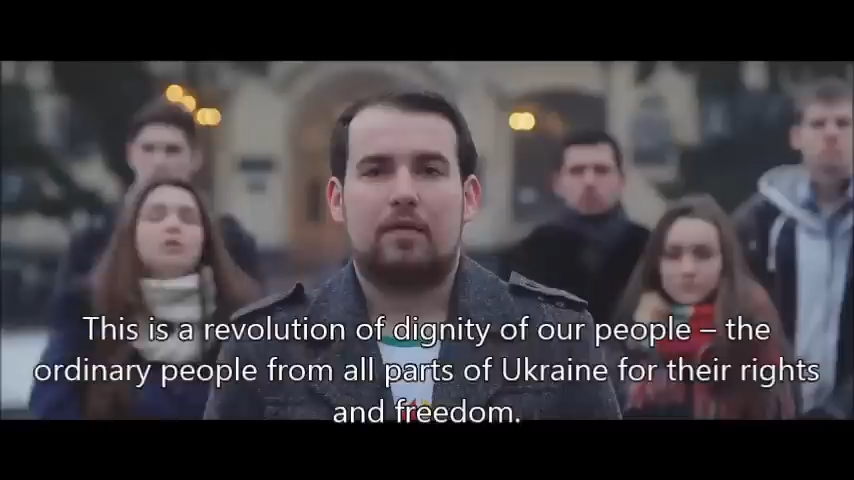 This is a revolution of dignity of our people – the
ordinary people from all parts of Ukraine for their rights
and freedom.